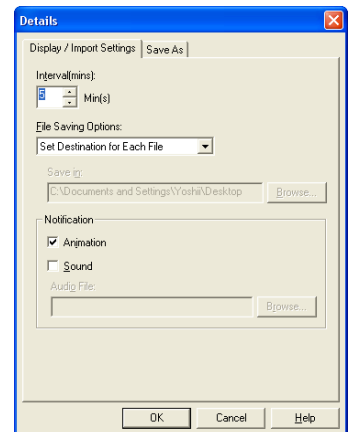 Details
Display / Import Settings Save As
Interval(mins):
5 Min(s)
File Saving Options:
Set Destination for Each File
Save in:
C:\Documents and Settings\Yoshii\Desktop Browse...
Notification
Animation
Sound
Audio File:
Browse...
OK Cancel Help